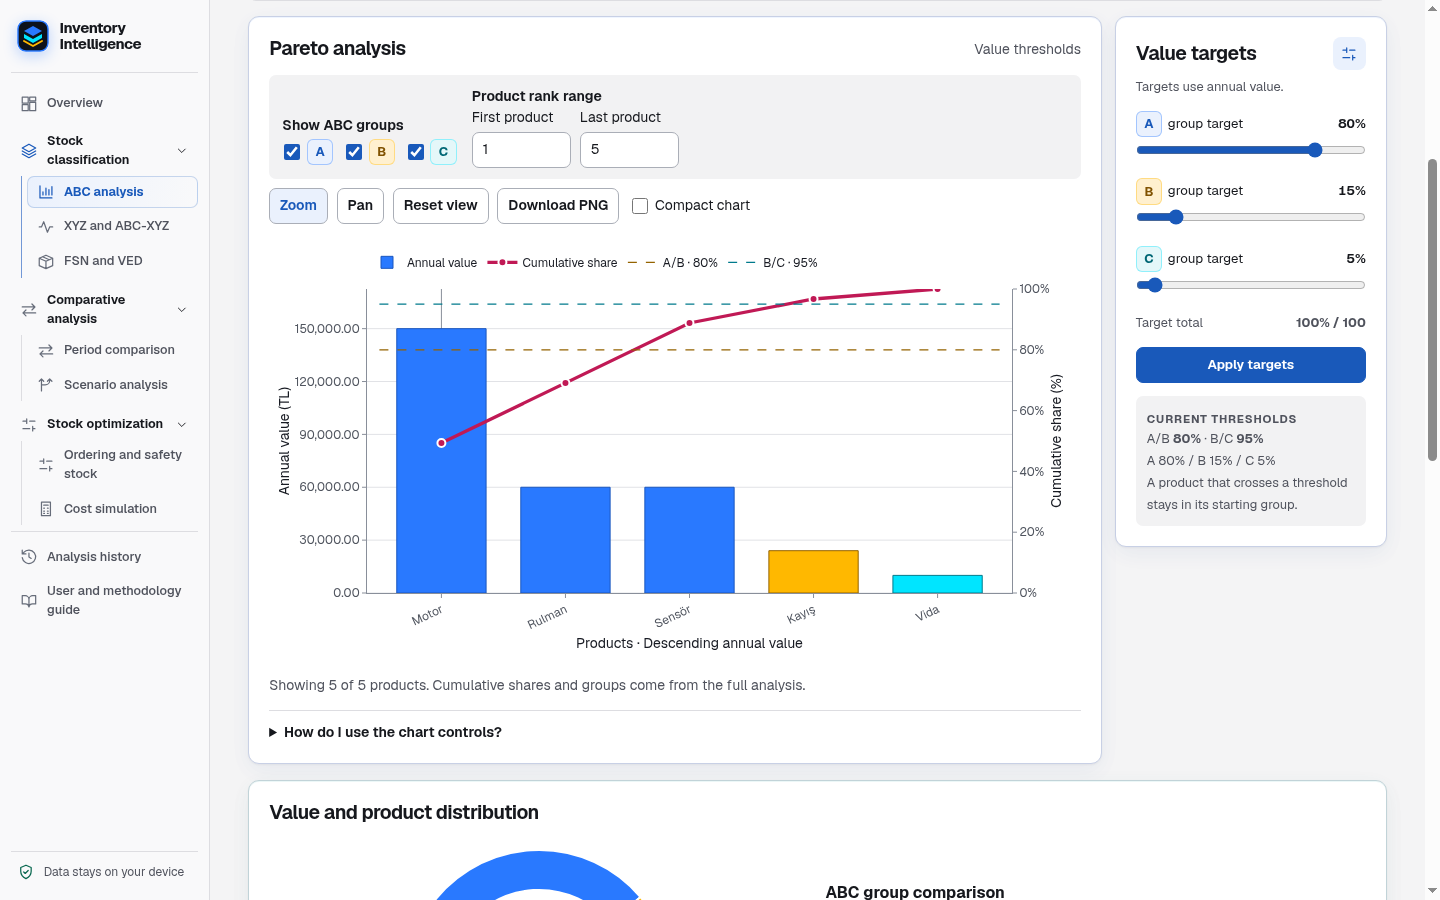 Inventory
Intelligence
Overview
Stock
classification
ABC analysis
XYZ and ABC-XYZ
FSN and VED
Comparative
analysis
Period comparison
Scenario analysis
Stock optimization
Ordering and safety
stock
Cost simulation
Analysis history
User and methodology
guide
Data stays on your device
Pareto analysis
Value thresholds
Show ABC groups
A B C
Product rank range
First product Last product
1 5
Zoom Pan Reset view Download PNG Compact chart
Annual value Cumulative share A/B · 80% B/C · 95%
Annual value (TL)
150,000.00
120,000.00
90,000.00
60,000.00
30,000.00
0.00
100%
80%
60%
40%
20%
0%
Cumulative share (%)
Motor Rulman Sensör Kayış Vida
Products · Descending annual value
Showing 5 of 5 products. Cumulative shares and groups come from the full analysis.
How do I use the chart controls?
Value targets
Targets use annual value.
A group target 80%
B group target 15%
C group target 5%
Target total 100% / 100
Apply targets
CURRENT THRESHOLDS
A/B 80% · B/C 95%
A 80% / B 15% / C 5%
A product that crosses a threshold
stays in its starting group.
Value and product distribution
ABC group comparison